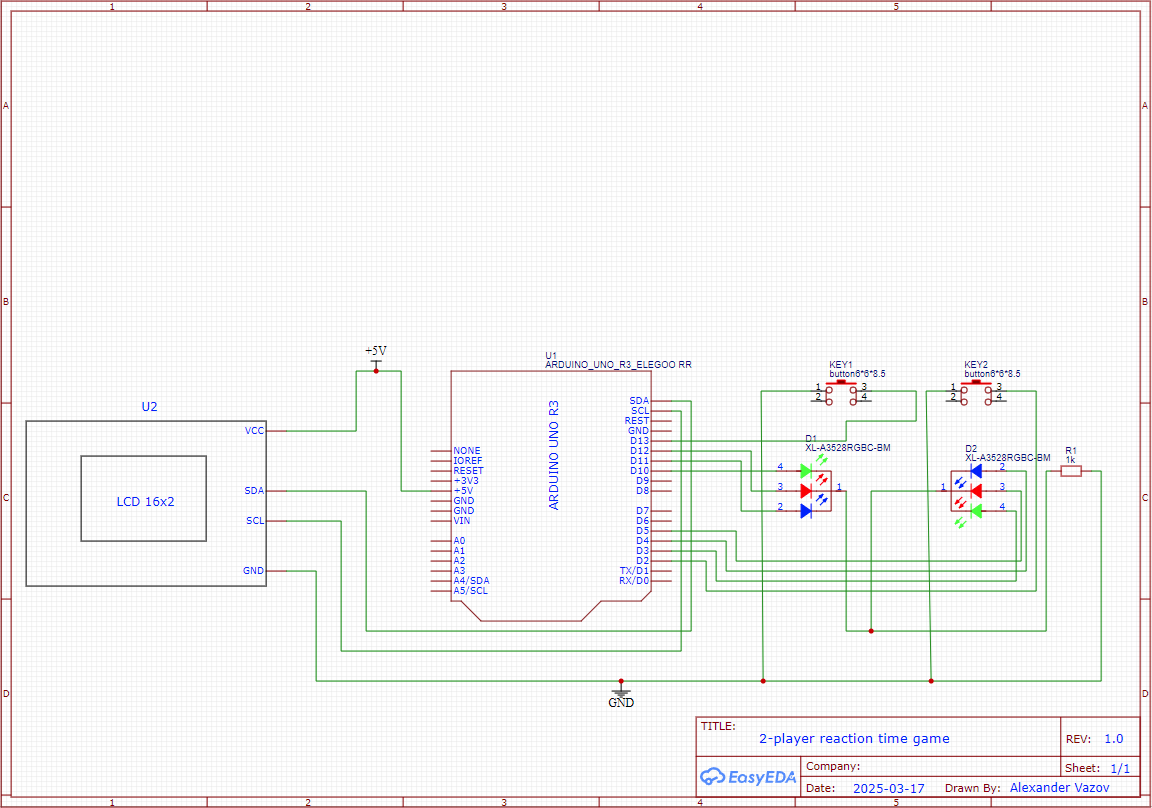 1 2 3 4 5
A A
B B
C C
D D
1 2 3 4 5
+5V
U2
VCC
SDA
SCL
GND
LCD 16x2
U1
ARDUINO_UNO_R3_ELEGOO RR
ARDUINO UNO R3
NONE
IOREF
RESET
+3V3
+5V
GND
GND
VIN
A0
A1
A2
A3
A4/SDA
A5/SCL
SDA
SCL
REST
GND
D13
D12
D11
D10
D9
D8
D7
D6
D5
D4
D3
D2
TX/D1
RX/D0
KEY1
button6*6*8.5
1 3
2 4
KEY2
button6*6*8.5
1 3
2 4
D1
XL-A3528RGBC-BM
4
3 1
2
D2
XL-A3528RGBC-BM
2
1 3
4
R1
1k
GND
TITLE:
2-player reaction time game
REV: 1.0
EasyEDA
Company:
Sheet: 1/1
Date: 2025-03-17 Drawn By: Alexander Vazov